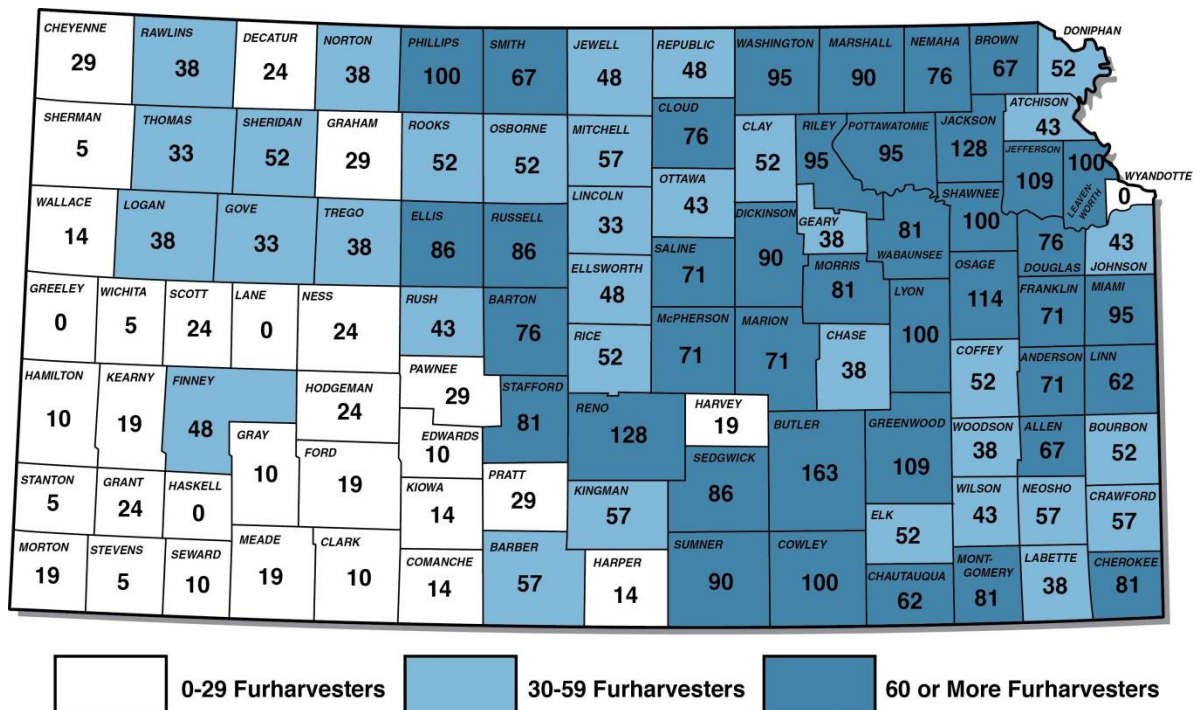 CHEYENNE
29
RAWLINS
38
DECATUR
24
NORTON
38
PHILLIPS
100
SMITH
67
JEWELL
48
REPUBLIC
48
WASHINGTON
95
MARSHALL
90
NEMAHA
76
BROWN
67
DONIPHAN
52
SHERMAN
5
THOMAS
33
SHERIDAN
52
GRAHAM
29
ROOKS
52
OSBORNE
52
MITCHELL
57
CLOUD
76
CLAY
52
RILEY
95
POTTAWATOMIE
95
JACKSON
128
ATCHISON
43
JEFFERSON
109
100
LEAVEN-
WORTH
WYANDOTTE
0
WALLACE
14
LOGAN
38
GOVE
33
TREGO
38
ELLIS
86
RUSSELL
86
LINCOLN
33
OTTAWA
43
SALINE
71
DICKINSON
90
GEARY
38
81
WABAUNSEE
SHAWNEE
100
76
DOUGLAS
43
JOHNSON
ELLSWORTH
48
MORRIS
81
LYON
100
OSAGE
114
FRANKLIN
71
MIAMI
95
GREELEY
0
WICHITA
5
SCOTT
24
LANE
0
NESS
24
RUSH
43
BARTON
76
RICE
52
McPHERSON
71
MARION
71
CHASE
38
COFFEY
52
ANDERSON
71
LINN
62
HAMILTON
10
KEARNY
19
FINNEY
48
HODGEMAN
24
PAWNEE
29
STAFFORD
81
RENO
128
HARVEY
19
BUTLER
163
GREENWOOD
109
WOODSON
38
ALLEN
67
BOURBON
52
GRAY
10
FORD
19
EDWARDS
10
PRATT
29
SEDGWICK
86
STANTON
5
GRANT
24
HASKELL
0
KIOWA
14
KINGMAN
57
ELK
52
WILSON
43
NEOSHO
57
CRAWFORD
57
MORTON
19
STEVENS
5
SEWARD
10
MEADE
19
CLARK
10
COMANCHE
14
BARBER
57
HARPER
14
SUMNER
90
COWLEY
100
CHAUTAUQUA
62
MONT-
GOMERY
81
LABETTE
38
CHEROKEE
81
0-29 Furharvesters
30-59 Furharvesters
60 or More Furharvesters